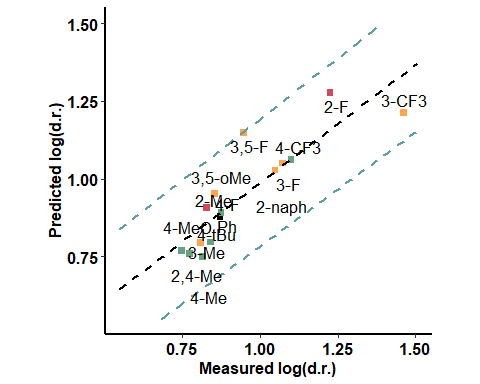 1.50
1.25
1.00
0.75
Predicted log(d.r.)
3-CF3
2-F
3,5-F
4-CF3
3,5-oMe
3-F
2-Me
4-F
2-naph
4-MeO
Ph
4-tBu
3-Me
2,4-Me
4-Me
0.75
1.00
1.25
1.50
Measured log(d.r.)